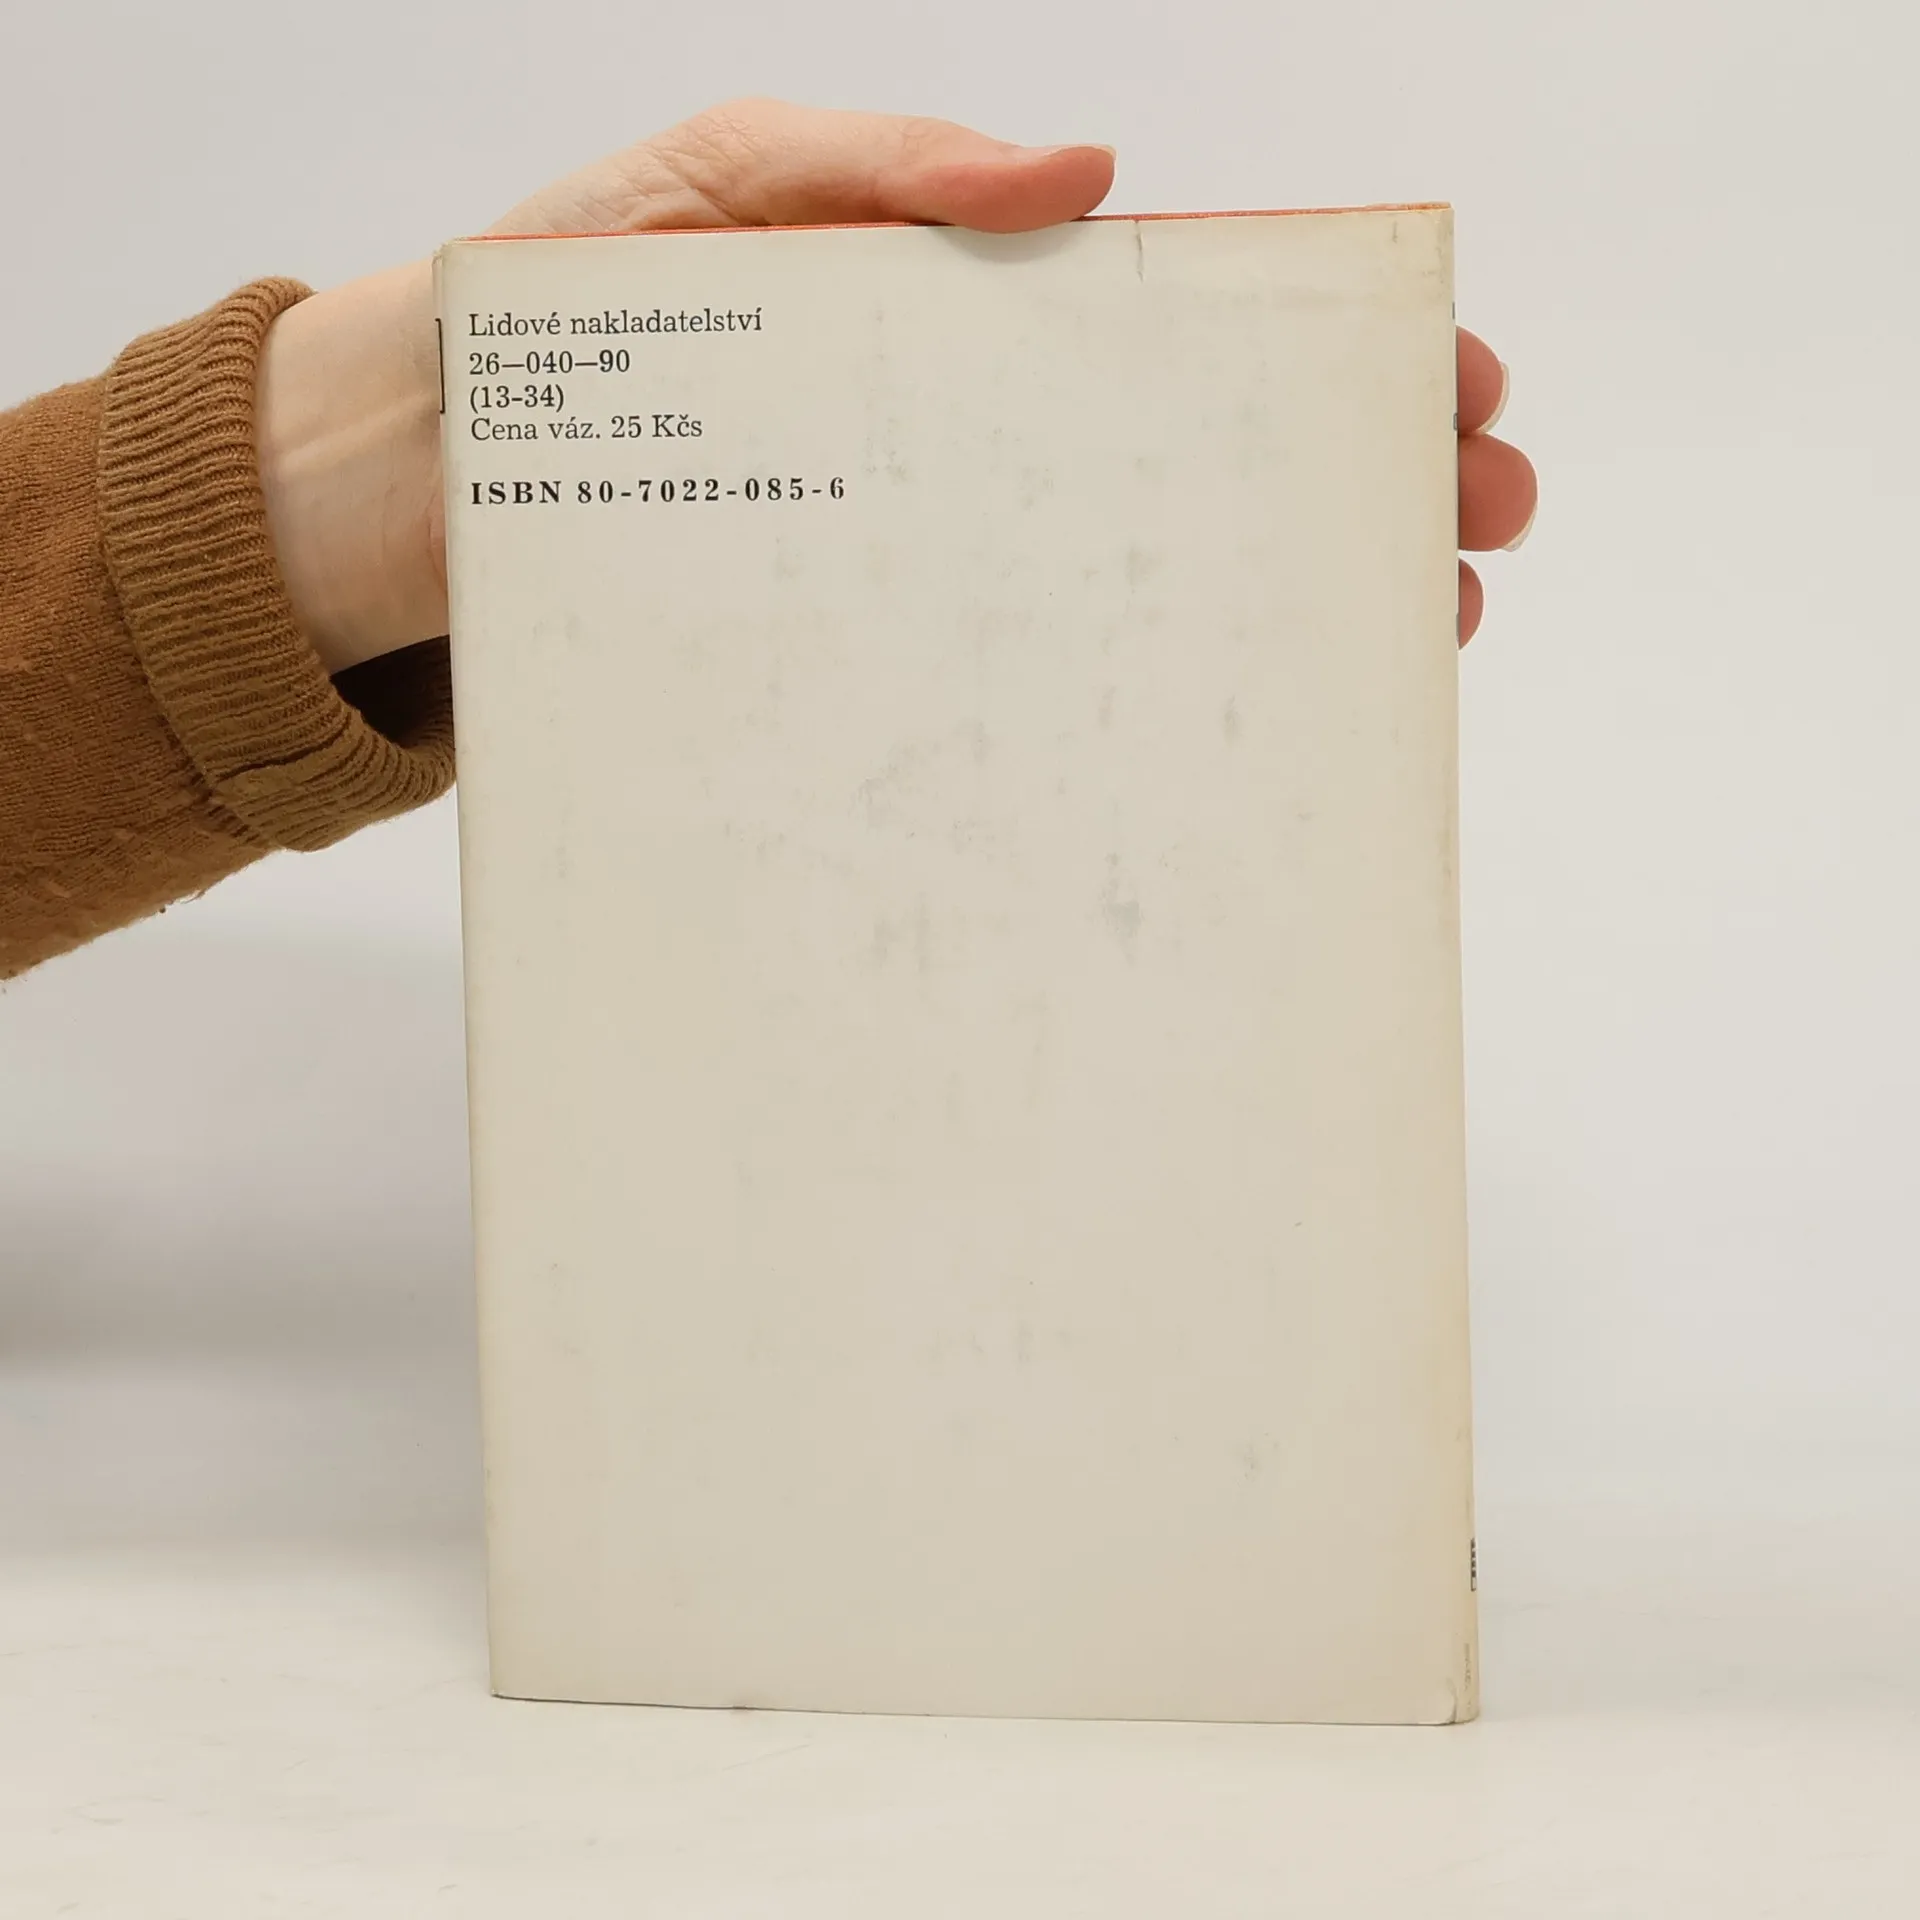 Lidové nakladatelství
26—040—90
(13-34)
Cena váz. 25 Kčs
ISBN 80-7022-085-6